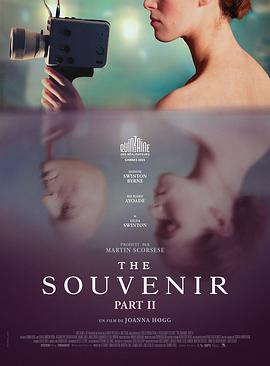 QUINZAINE
DES RÉALISATEURS
CANNES 2021
HONOR
SWINTON
BYRNE
RICHARD
AYOADE
&
TILDA
SWINTON
PRODUIT PAR
MARTIN SCORSESE
THE
SOUVENIR
PART II
UN FILM DE JOANNA HOGG